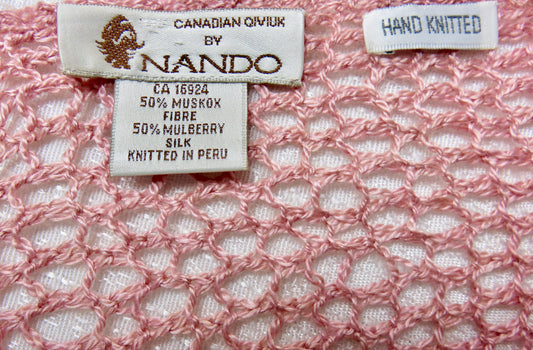 CANADIAN QIVIUK
BY
NANDO
HAND KNITTED
CA 16924
50% MUSKOX
FIBRE
50% MULBERRY
SILK
KNITTED IN PERU